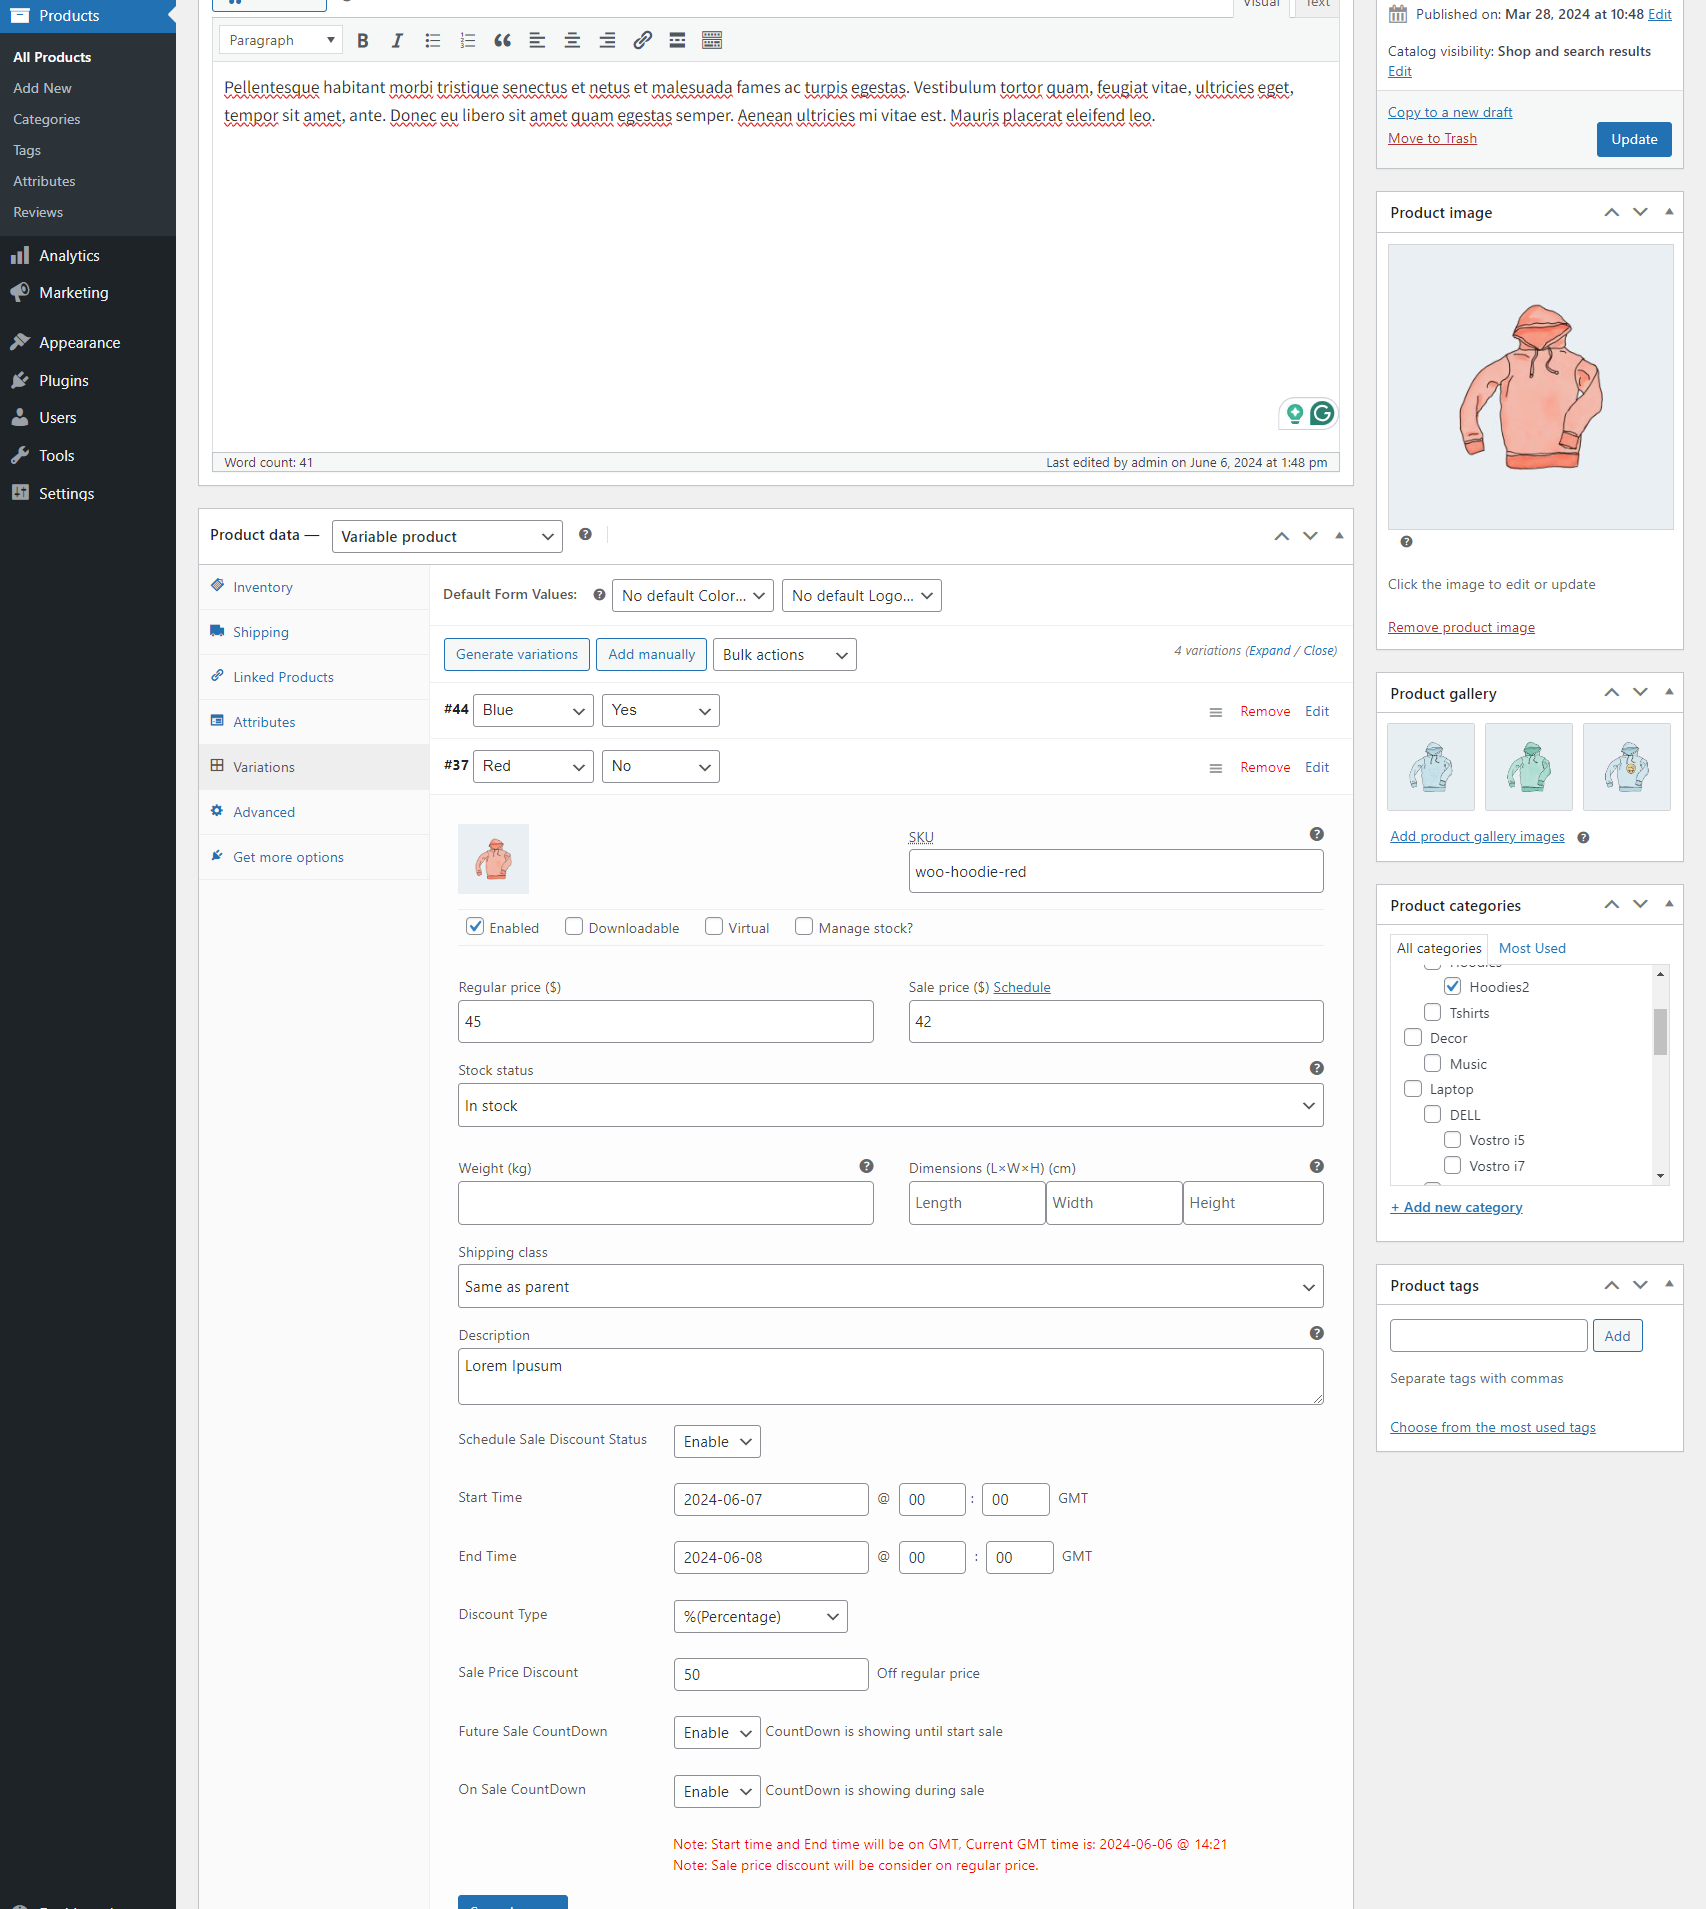 Products
All Products
Add New
Categories
Tags
Attributes
Reviews
Analytics
Marketing
Appearance
Plugins
Users
Tools
Settings
Visual Text
Paragraph
Pellentesque habitant morbi tristique senectus et netus et malesuada fames ac turpis egestas. Vestibulum tortor quam, feugiat vitae, ultricies eget,
tempor sit amet, ante. Donec eu libero sit amet quam egestas semper. Aenean ultricies mi vitae est. Mauris placerat eleifend leo.
Word count: 41
Last edited by admin on June 6, 2024 at 1:48 pm
Product data — Variable product
Inventory
Shipping
Linked Products
Attributes
Variations
Advanced
Get more options
Default Form Values: No default Color... No default Logo...
Generate variations Add manually Bulk actions
4 variations (Expand / Close)
#44 Blue Yes Remove Edit
#37 Red No Remove Edit
SKU
woo-hoodie-red
Enabled Downloadable Virtual Manage stock?
Regular price ($)
45
Sale price ($) Schedule
42
Stock status
In stock
Weight (kg)
Dimensions (L×W×H) (cm)
Length Width Height
Shipping class
Same as parent
Description
Lorem Ipusum
Schedule Sale Discount Status Enable
Start Time 2024-06-07 @ 00 : 00 GMT
End Time 2024-06-08 @ 00 : 00 GMT
Discount Type %(Percentage)
Sale Price Discount 50 Off regular price
Future Sale CountDown Enable CountDown is showing until start sale
On Sale CountDown Enable CountDown is showing during sale
Note: Start time and End time will be on GMT, Current GMT time is: 2024-06-06 @ 14:21
Note: Sale price discount will be consider on regular price.
Published on: Mar 28, 2024 at 10:48 Edit
Catalog visibility: Shop and search results
Edit
Copy to a new draft
Move to Trash
Update
Product image
Click the image to edit or update
Remove product image
Product gallery
Add product gallery images
Product categories
All categories Most Used
Hoodies
Hoodies2
Tshirts
Decor
Music
Laptop
DELL
Vostro i5
Vostro i7
+ Add new category
Product tags
Add
Separate tags with commas
Choose from the most used tags